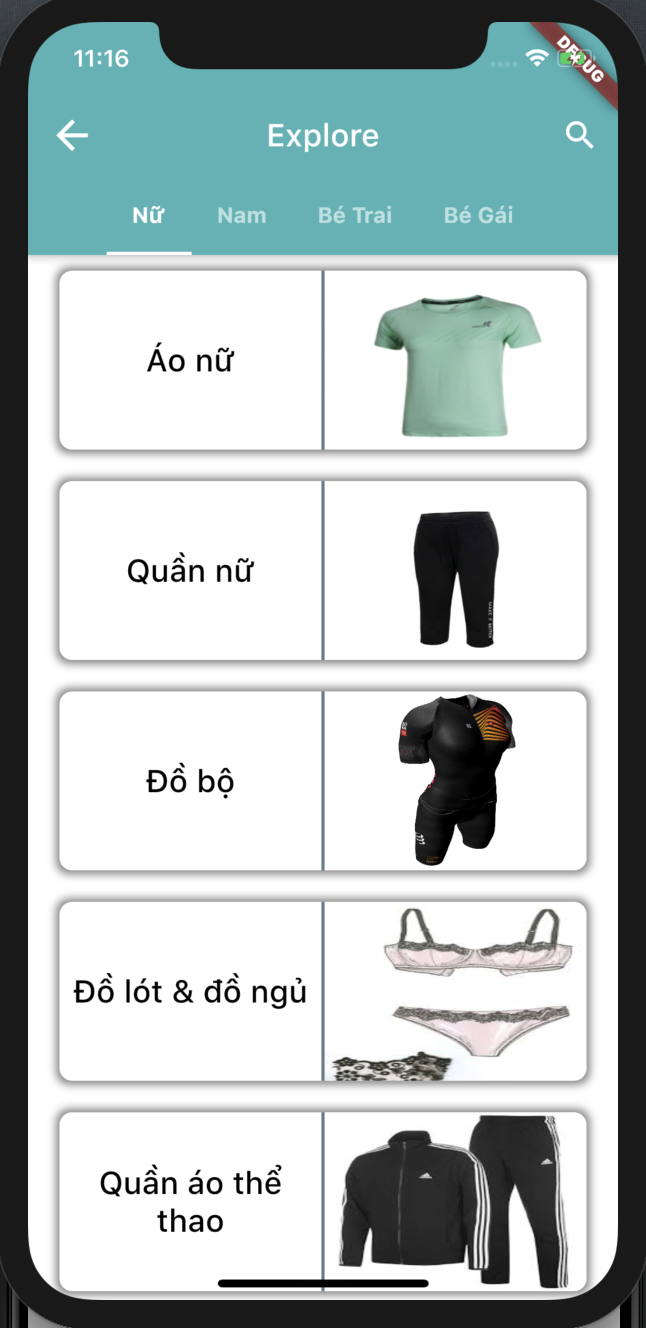 11:16
DEBUG
Explore
Nữ
Nam
Bé Trai
Bé Gái
Áo nữ
Quần nữ
Đồ bộ
Đồ lót & đồ ngủ
Quần áo thể
thao